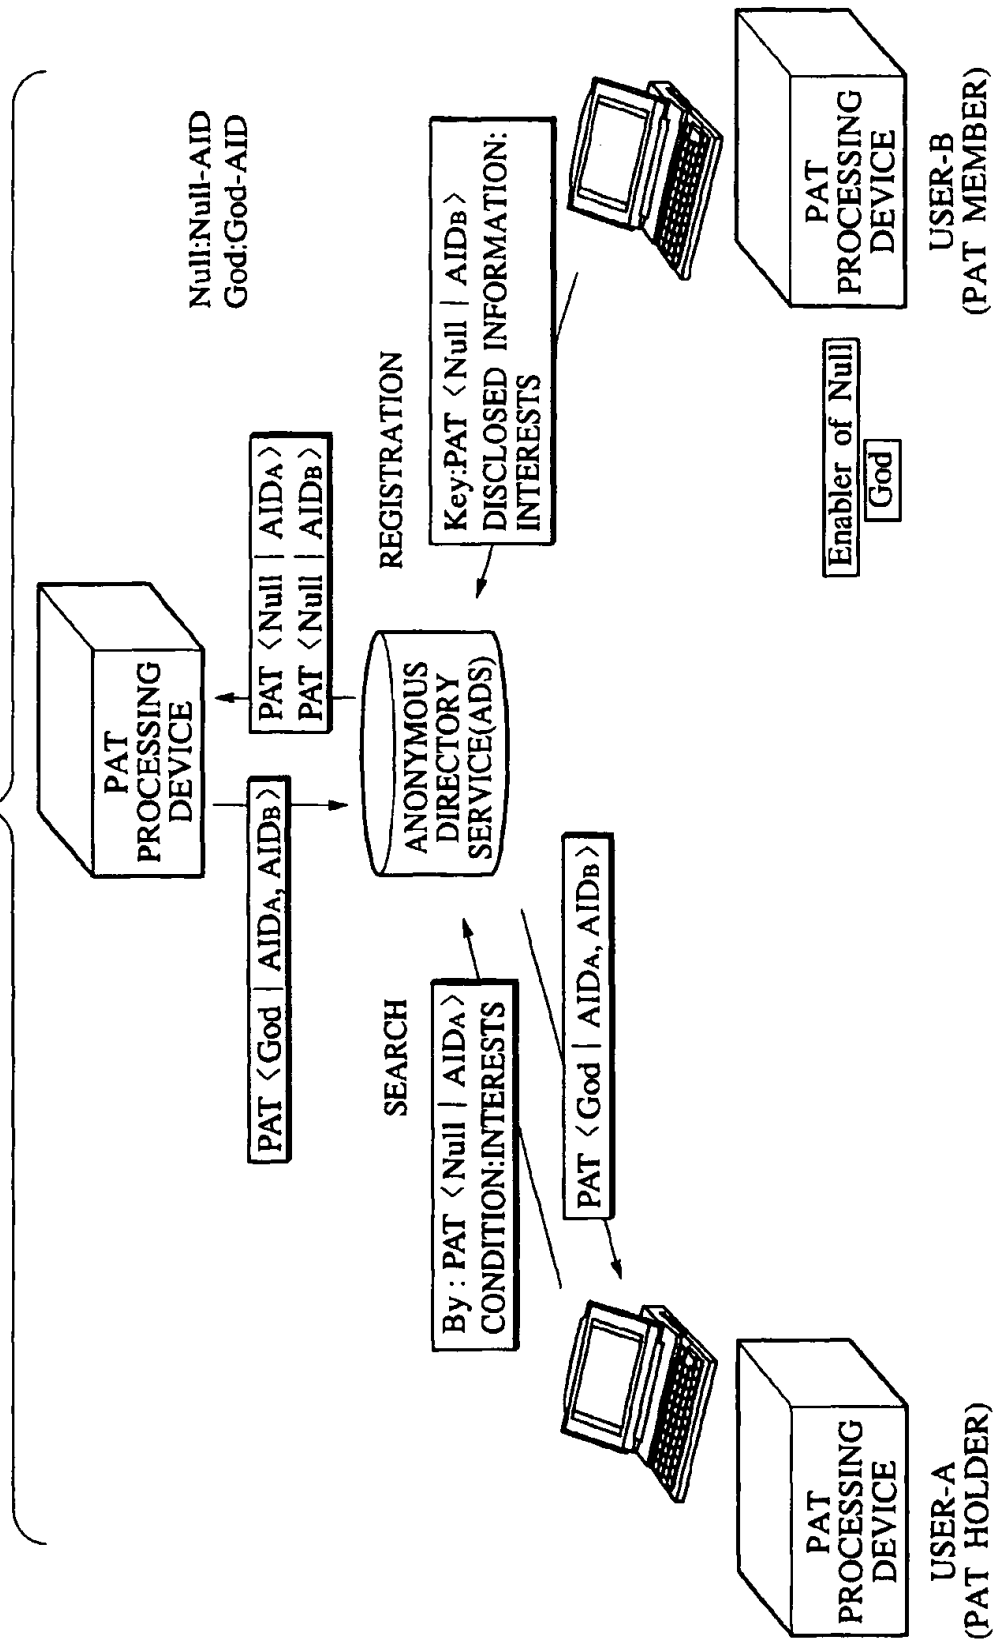 Null:Null-AID
God:God-AID
PAT
PROCESSING
DEVICE
PAT 〈God | AIDA, AIDB〉
PAT 〈Null | AIDA〉
PAT 〈Null | AIDB〉
SEARCH
REGISTRATION
ANONYMOUS
DIRECTORY
SERVICE(ADS)
By : PAT 〈Null | AIDA〉
CONDITION:INTERESTS
Key:PAT 〈Null | AIDB〉
DISCLOSED INFORMATION:
INTERESTS
PAT 〈God | AIDA, AIDB〉
PAT
PROCESSING
DEVICE
USER-A
(PAT HOLDER)
Enabler of Null
God
PAT
PROCESSING
DEVICE
USER-B
(PAT MEMBER)